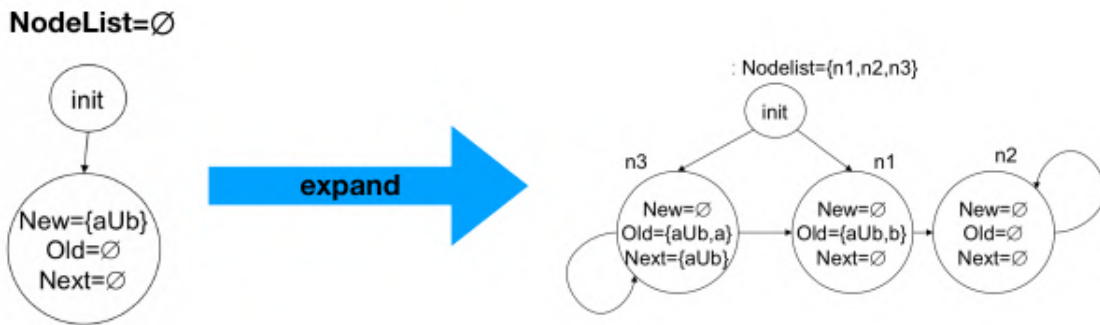 NodeList=∅
init
New={aUb}
Old=∅
Next=∅
expand
: Nodelist={n1,n2,n3}
init
n3
New=∅
Old={aUb,a}
Next={aUb}
n1
New=∅
Old={aUb,b}
Next=∅
n2
New=∅
Old=∅
Next=∅